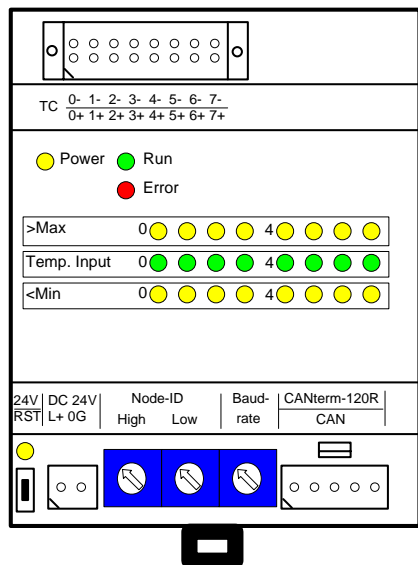 TC 0- 1- 2- 3- 4- 5- 6- 7-
0+ 1+ 2+ 3+ 4+ 5+ 6+ 7+
Power Run
Error
>Max 0 4
Temp. Input 0 4
<Min 0 4
24V DC 24V Node-ID Baud- CANterm-120R
RST L+ 0G High Low rate CAN